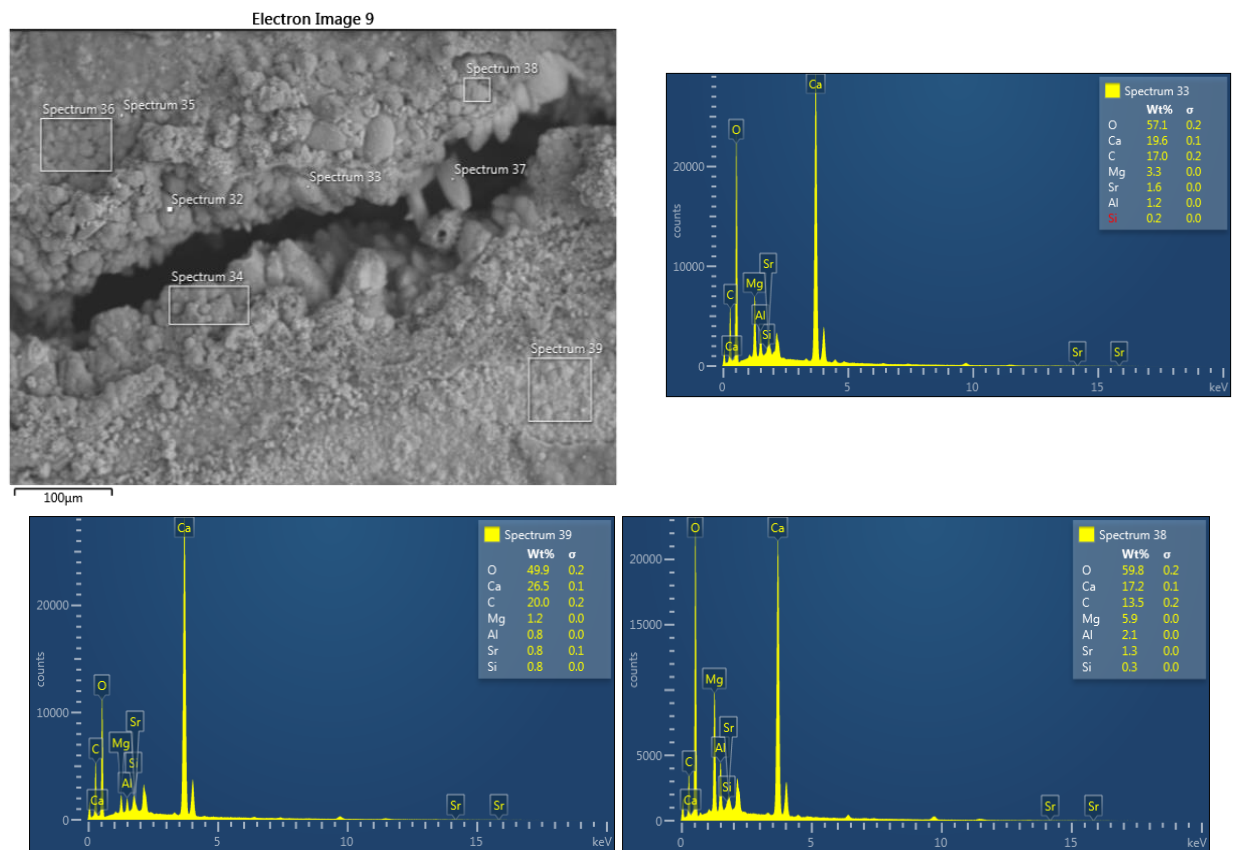 Electron Image 9
Spectrum 38
Spectrum 36
Spectrum 35
Spectrum 33
Spectrum 37
Spectrum 32
Spectrum 34
Spectrum 39
100µm
Spectrum 33
Wt% σ
O 57.1 0.2
Ca 19.6 0.1
C 17.0 0.2
Mg 3.3 0.0
Sr 1.6 0.0
Al 1.2 0.0
Si 0.2 0.0
Ca
O
Sr
Mg
C
Al
Si
Ca
Sr Sr
counts
20000
10000
0
0 5 10 15 keV
Spectrum 39
Wt% σ
O 49.9 0.2
Ca 26.5 0.1
C 20.0 0.2
Mg 1.2 0.0
Al 0.8 0.0
Sr 0.8 0.1
Si 0.8 0.0
Ca
O
Sr
C Mg
Al
Ca
Sr Sr
counts
20000
10000
0
0 5 10 15 keV
Spectrum 38
Wt% σ
O 59.8 0.2
Ca 17.2 0.1
C 13.5 0.2
Mg 5.9 0.0
Al 2.1 0.0
Sr 1.3 0.0
Si 0.3 0.0
O Ca
Mg
Sr
Al
C
Si
Ca
Sr Sr
counts
20000
15000
5000
0
0 5 10 15 keV